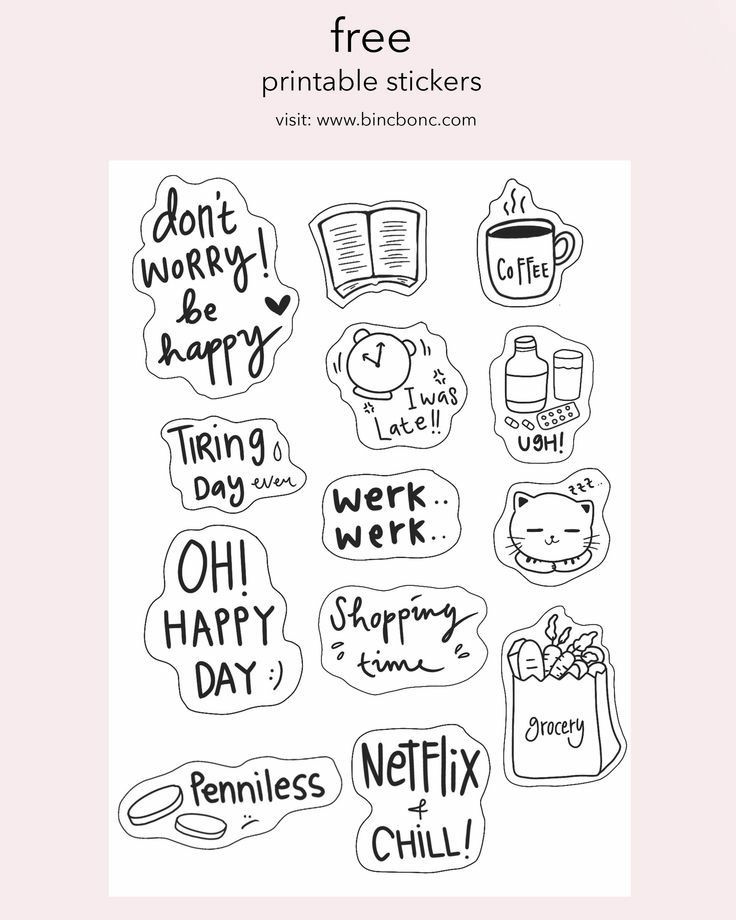 free
printable stickers
visit: www.bincbonc.com
don't
WORRY!
be
happy
COFFEE
I was
Late!!
UGH!
TIRING
Day ever
werk..
werk..
zzz..
OH!
HAPPY
DAY :)
Shopping
time
grocery
Penniless
NETFLIX
&
CHILL!